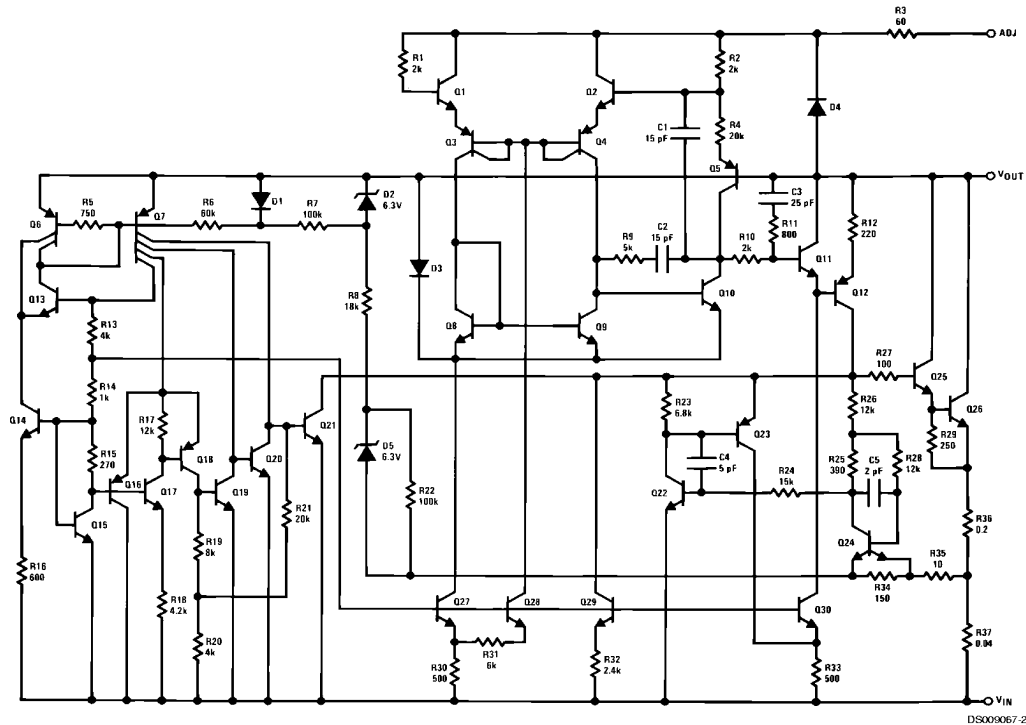 R3
60
ADJ
R1
2k
Q1
Q2
R2
2k
D4
C1
15 pF
R4
20k
Q3
Q4
Q5
VOUT
Q6
R5
750
Q7
R6
60k
D1
R7
100k
D2
6.3V
C3
25 pF
R11
800
R12
220
R9
5k
C2
15 pF
R10
2k
Q11
Q12
D3
Q13
R8
18k
Q10
Q8
Q9
R13
4k
R14
1k
R27
100
Q25
Q26
Q14
R17
12k
Q21
R23
6.8k
Q23
R26
12k
R29
250
R15
270
Q18
Q20
D5
6.3V
C4
5 pF
R25
390
C5
2 pF
R28
12k
Q16
Q17
Q19
R21
20k
R22
100k
Q22
R24
15k
Q15
R19
8k
Q24
R36
0.2
R16
600
R35
10
R34
150
R18
4.2k
R20
4k
Q27
Q28
Q29
Q30
R31
6k
R30
500
R32
2.4k
R33
500
R37
0.04
VIN
DS009067-2